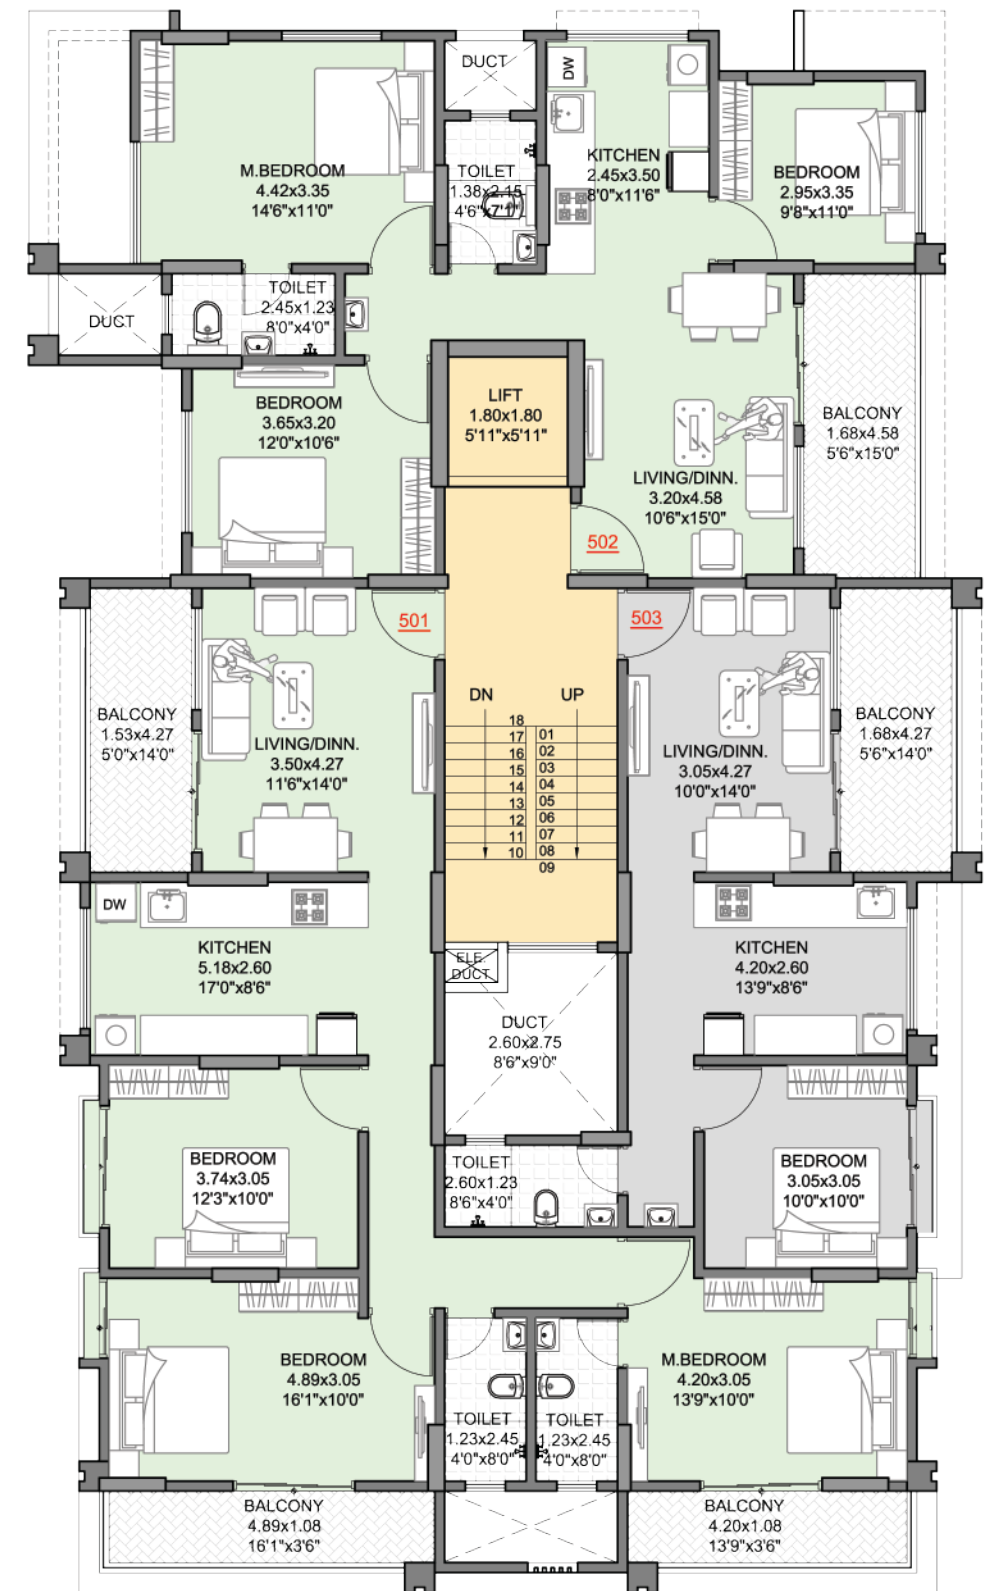 DUCT
DW
M.BEDROOM
4.42x3.35
14'6"x11'0"
TOILET
1.38x2.15
4'6"x7'1"
KITCHEN
2.45x3.50
8'0"x11'6"
BEDROOM
2.95x3.35
9'8"x11'0"
DUCT
TOILET
2.45x1.23
8'0"x4'0"
BEDROOM
3.65x3.20
12'0"x10'6"
LIFT
1.80x1.80
5'11"x5'11"
LIVING/DINN.
3.20x4.58
10'6"x15'0"
BALCONY
1.68x4.58
5'6"x15'0"
502
501
503
BALCONY
1.53x4.27
5'0"x14'0"
LIVING/DINN.
3.50x4.27
11'6"x14'0"
DN
UP
18
17
16
15
14
13
12
11
10
01
02
03
04
05
06
07
08
09
LIVING/DINN.
3.05x4.27
10'0"x14'0"
BALCONY
1.68x4.27
5'6"x14'0"
DW
KITCHEN
5.18x2.60
17'0"x8'6"
ELE.
DUCT
DUCT
2.60x2.75
8'6"x9'0"
KITCHEN
4.20x2.60
13'9"x8'6"
BEDROOM
3.74x3.05
12'3"x10'0"
TOILET
2.60x1.23
8'6"x4'0"
BEDROOM
3.05x3.05
10'0"x10'0"
BEDROOM
4.89x3.05
16'1"x10'0"
TOILET
1.23x2.45
4'0"x8'0"
TOILET
1.23x2.45
4'0"x8'0"
M.BEDROOM
4.20x3.05
13'9"x10'0"
BALCONY
4.89x1.08
16'1"x3'6"
BALCONY
4.20x1.08
13'9"x3'6"